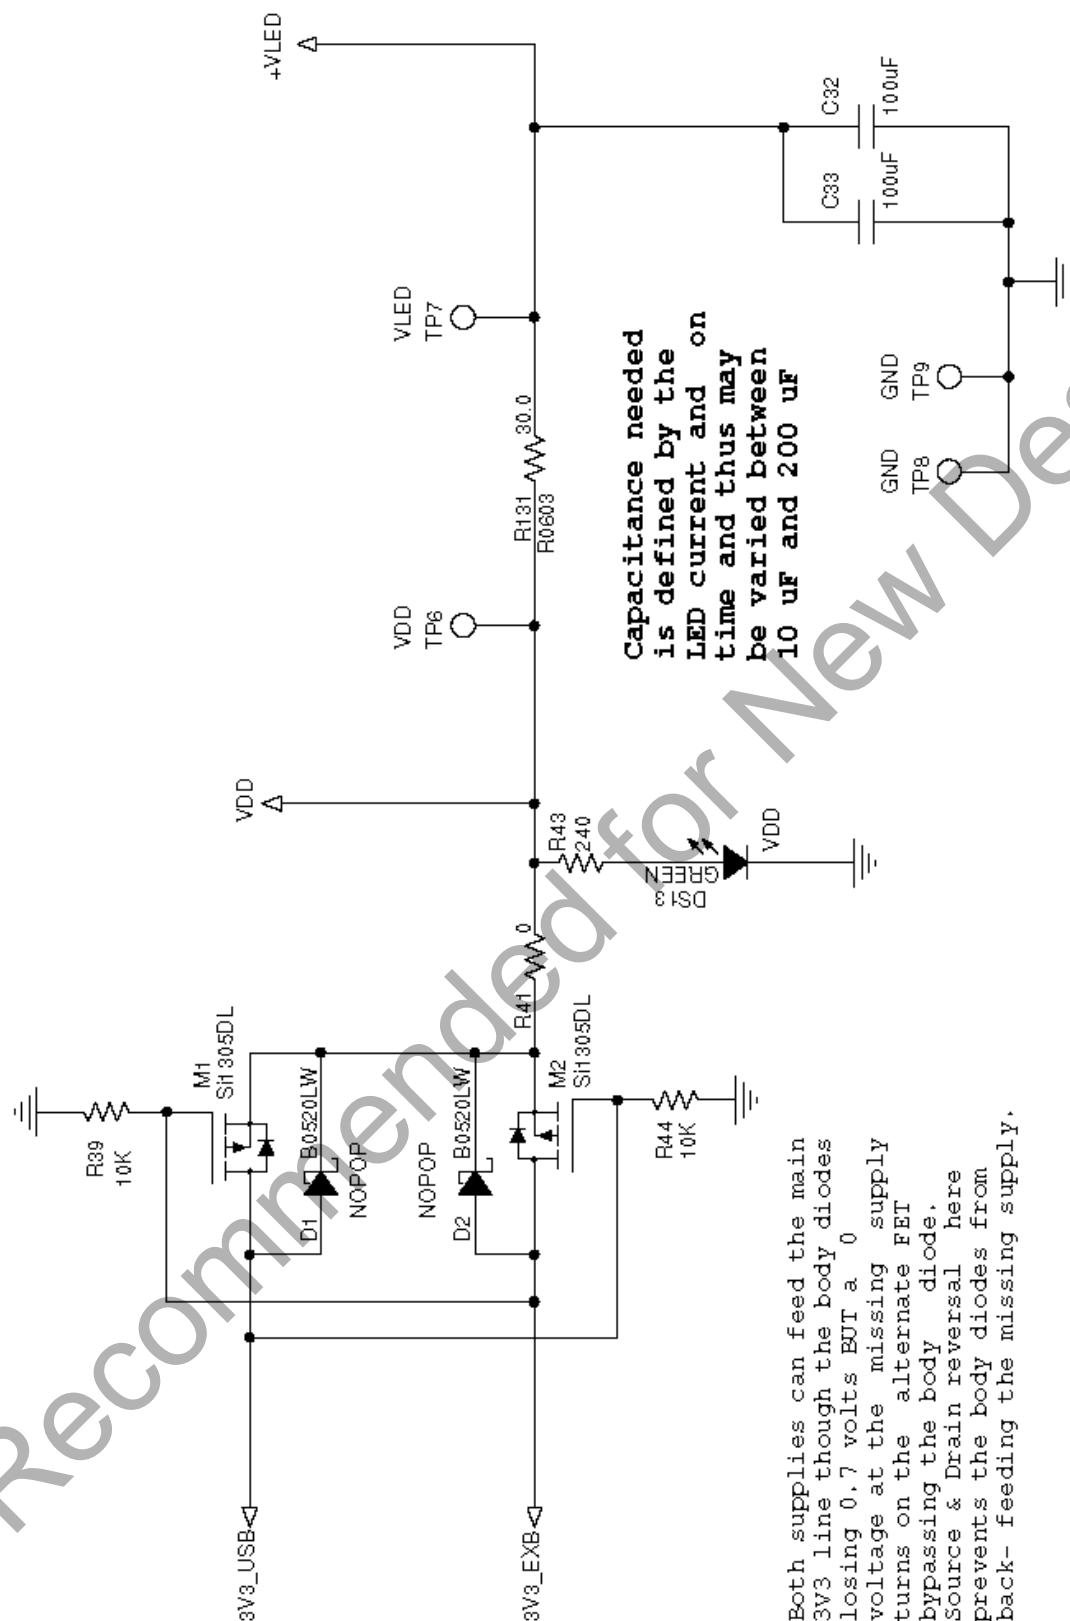 +VLED
VDD
VDD
TP6
VLED
TP7
R39
10K
M1
Si1305DL
D1
B0520LW
NOPOP
NOPOP
D2
B0520LW
M2
Si1305DL
R44
10K
3V3_USB
3V3_EXB
R41
0
R43
240
DS13
GREEN
VDD
R131
30.0
R0603
C33
100uF
C32
100uF
GND
TP8
GND
TP9
Capacitance needed
is defined by the
LED current and on
time and thus may
be varied between
10 uF and 200 uF
Both supplies can feed the main
3V3 line though the body diodes
losing 0.7 volts BUT a 0
voltage at the missing supply
turns on the alternate FET
bypassing the body diode.
Source & Drain reversal here
prevents the body diodes from
back- feeding the missing supply.
Recommended for New De